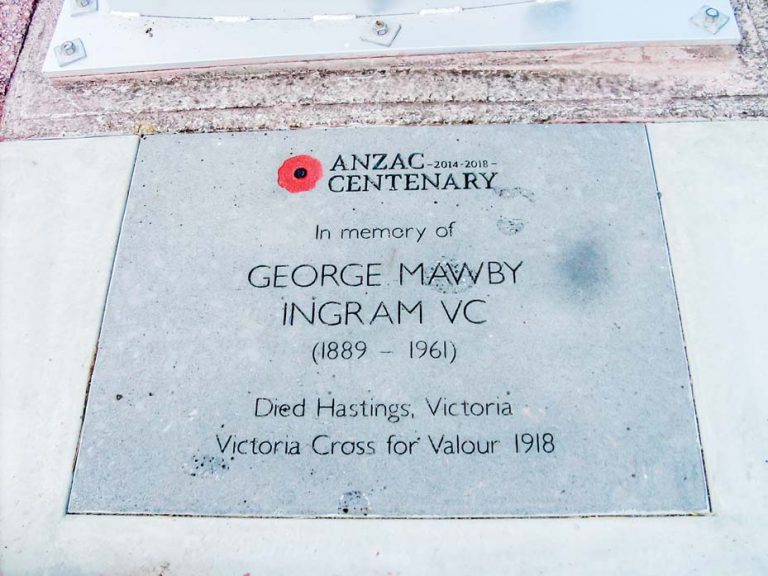 ANZAC -2014-2018-
CENTENARY
In memory of
GEORGE MAWBY
INGRAM VC
(1889 – 1961)
Died Hastings, Victoria
Victoria Cross for Valour 1918